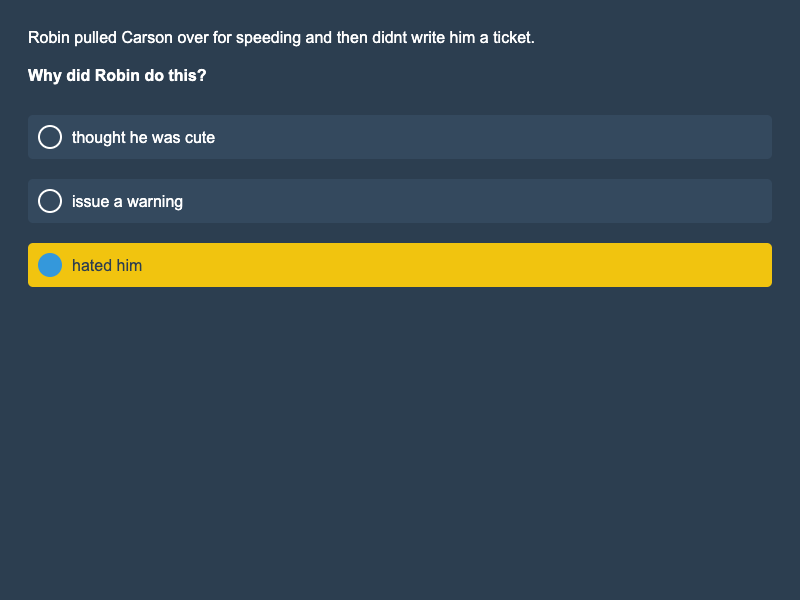 Robin pulled Carson over for speeding and then didnt write him a ticket.
Why did Robin do this?
thought he was cute
issue a warning
hated him